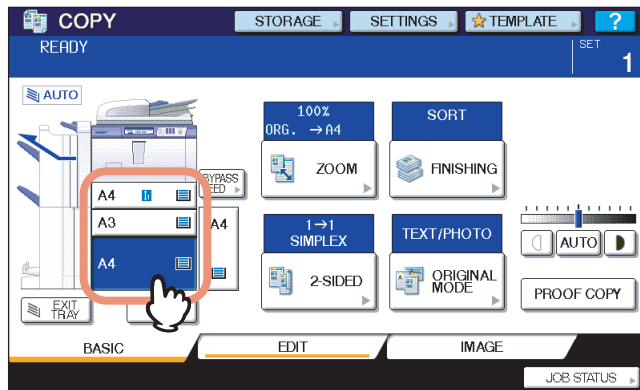 COPY
STORAGE
SETTINGS
TEMPLATE
?
READY
SET
1
AUTO
100%
ORG. →A4
ZOOM
SORT
FINISHING
BYPASS
FEED
A4
A3
A4
A4
1→1
SIMPLEX
2-SIDED
TEXT/PHOTO
ORIGINAL
MODE
AUTO
PROOF COPY
EXIT
TRAY
BASIC
EDIT
IMAGE
JOB STATUS